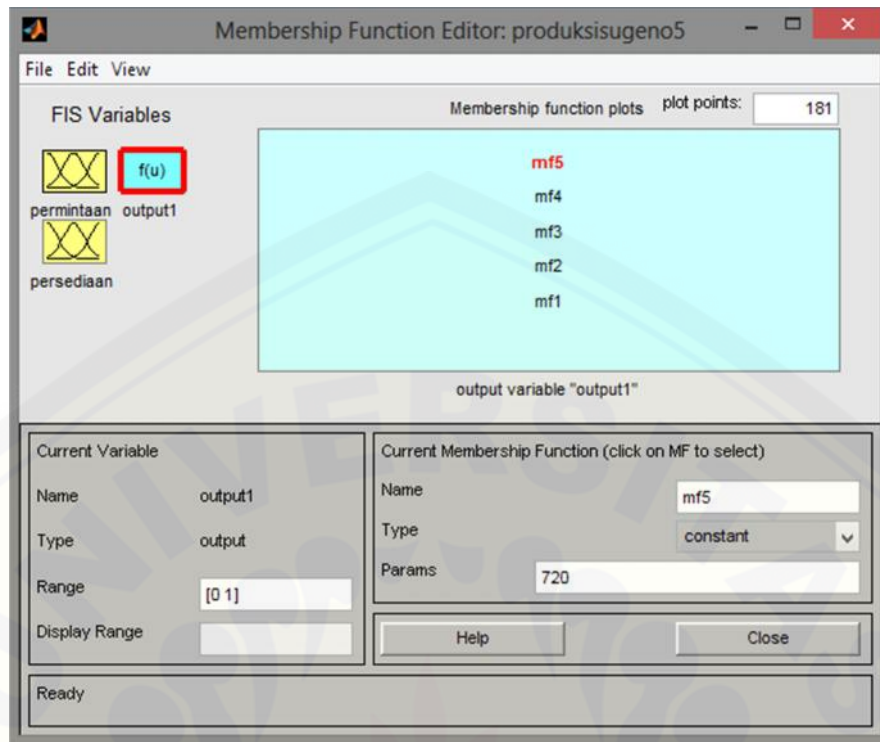 Membership Function Editor: produksisugeno5
File Edit View
FIS Variables
f(u)
permintaan output1
persediaan
Membership function plots plot points: 181
mf5
mf4
mf3
mf2
mf1
output variable "output1"
Current Variable
Name output1
Type output
Range [0 1]
Display Range
Current Membership Function (click on MF to select)
Name mf5
Type constant
Params 720
Help Close
Ready